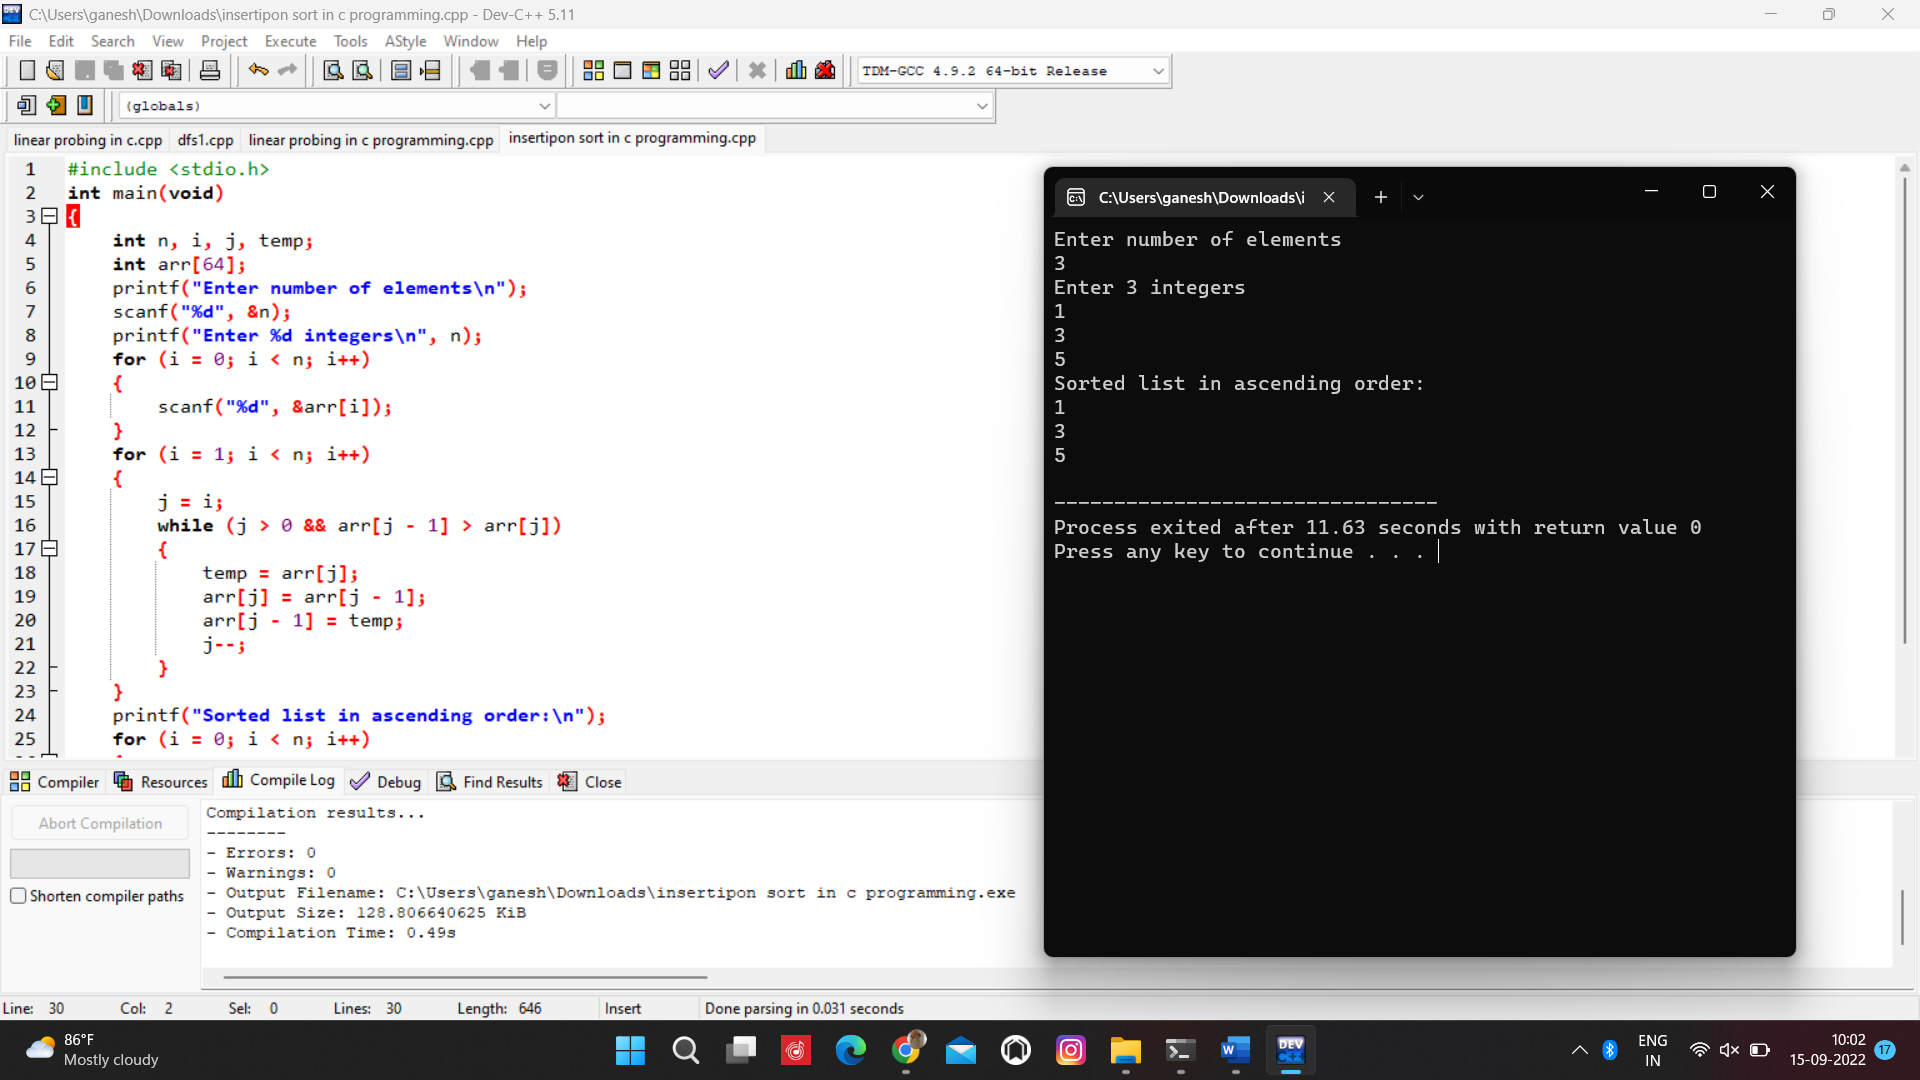 C:\Users\ganesh\Downloads\insertipon sort in c programming.cpp - Dev-C++ 5.11
File Edit Search View Project Execute Tools AStyle Window Help
TDM-GCC 4.9.2 64-bit Release
(globals)
linear probing in c.cpp dfs1.cpp linear probing in c programming.cpp insertipon sort in c programming.cpp
1 #include <stdio.h>
2 int main(void)
3 {
4 int n, i, j, temp;
5 int arr[64];
6 printf("Enter number of elements\n");
7 scanf("%d", &n);
8 printf("Enter %d integers\n", n);
9 for (i = 0; i < n; i++)
10 {
11 scanf("%d", &arr[i]);
12 }
13 for (i = 1; i < n; i++)
14 {
15 j = i;
16 while (j > 0 && arr[j - 1] > arr[j])
17 {
18 temp = arr[j];
19 arr[j] = arr[j - 1];
20 arr[j - 1] = temp;
21 j--;
22 }
23 }
24 printf("Sorted list in ascending order:\n");
25 for (i = 0; i < n; i++)
C:\Users\ganesh\Downloads\i
Enter number of elements
3
Enter 3 integers
1
3
5
Sorted list in ascending order:
1
3
5
--------------------------------
Process exited after 11.63 seconds with return value 0
Press any key to continue . . .
Compiler Resources Compile Log Debug Find Results Close
Abort Compilation
Shorten compiler paths
Compilation results...
--------
- Errors: 0
- Warnings: 0
- Output Filename: C:\Users\ganesh\Downloads\insertipon sort in c programming.exe
- Output Size: 128.806640625 KiB
- Compilation Time: 0.49s
Line: 30 Col: 2 Sel: 0 Lines: 30 Length: 646 Insert Done parsing in 0.031 seconds
86°F
Mostly cloudy
DEV C++
ENG
IN
10:02
15-09-2022
17